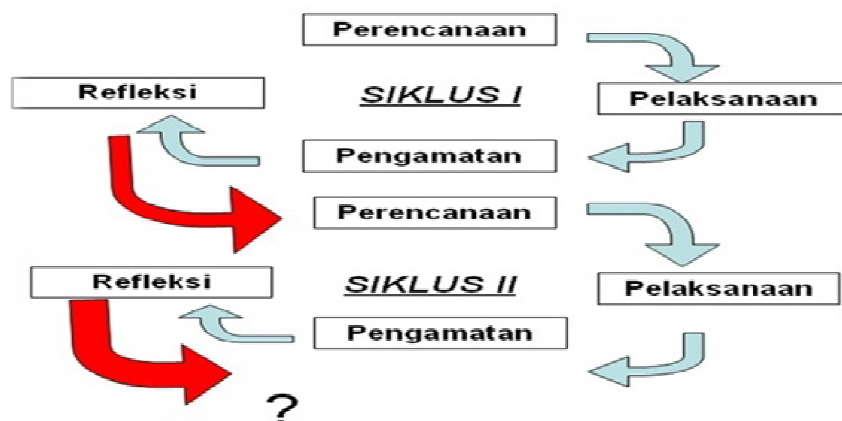 Perencanaan
Refleksi
SIKLUS I
Pelaksanaan
Pengamatan
Perencanaan
Refleksi
SIKLUS II
Pelaksanaan
Pengamatan
?